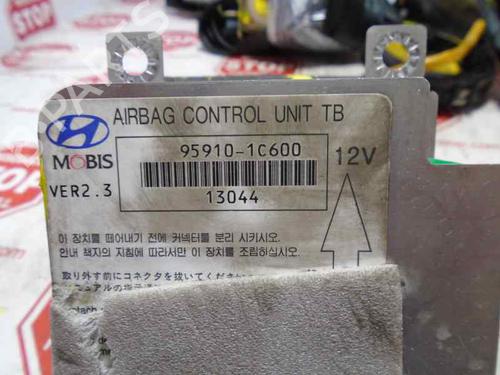 AIRBAG CONTROL UNIT TB
MOBIS
95910-1C600
12V
VER2.3
13044
이 장치를 떼어내기 전에 커넥터를 분리 시키시오.
안내 책자의 지침에 따라서만 이 장치를 조립하십시오.
取り外す前にコネクタを抜いてくださ
STOP
STOP